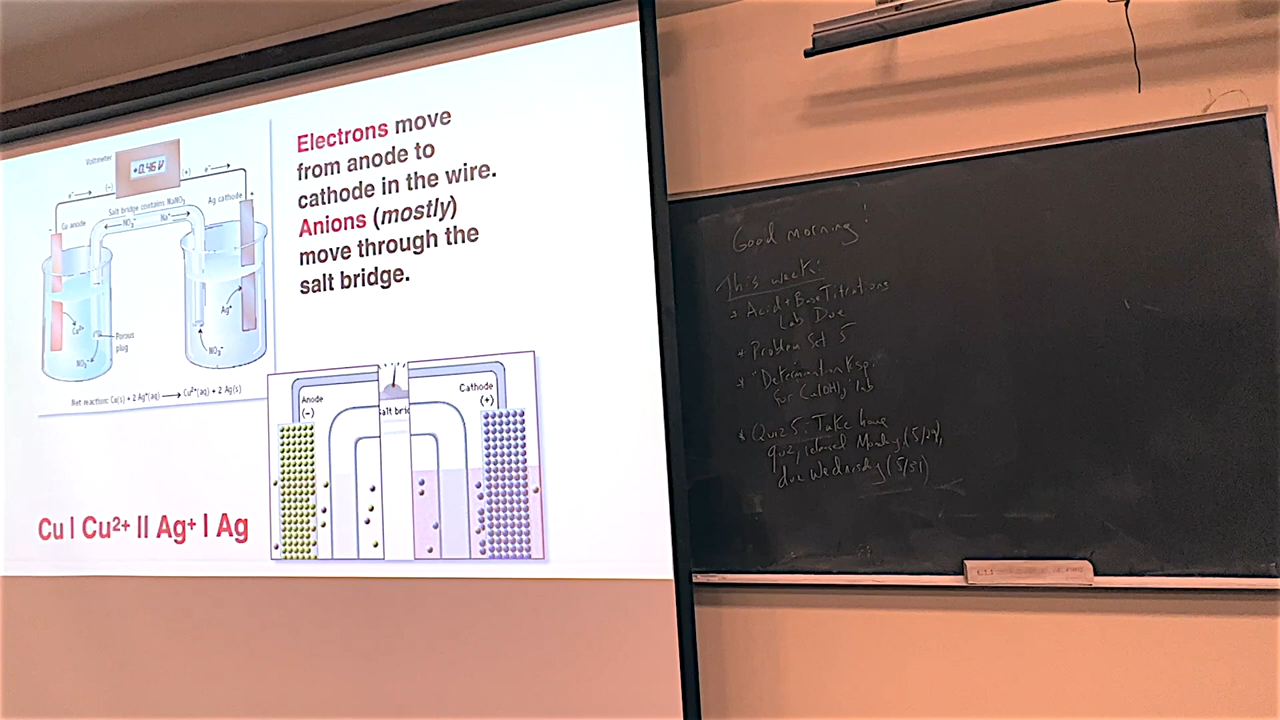 Voltmeter
+0.46 V
e⁻ → (−)
(+) e⁻ →
Salt bridge contains NaNO₃
Cu anode
Ag cathode
−
+
← NO₃⁻
Na⁺ →
Cu²⁺
Porous
plug
NO₃⁻
Ag⁺
NO₃⁻
Net reaction: Cu(s) + 2 Ag⁺(aq) → Cu²⁺(aq) + 2 Ag(s)
Electrons move
from anode to
cathode in the wire.
Anions (mostly)
move through the
salt bridge.
Anode
(−)
Cathode
(+)
alt bric
Cu | Cu²⁺ || Ag⁺ | Ag
Good morning!
This week:
* Acid + Base Titrations
Lab Due
* Problem Set 5
* "Determination Ksp
for Ca(OH)₂" lab
* Quiz 5: Take home
quiz, released Monday (5/29),
due Wednesday (5/31)